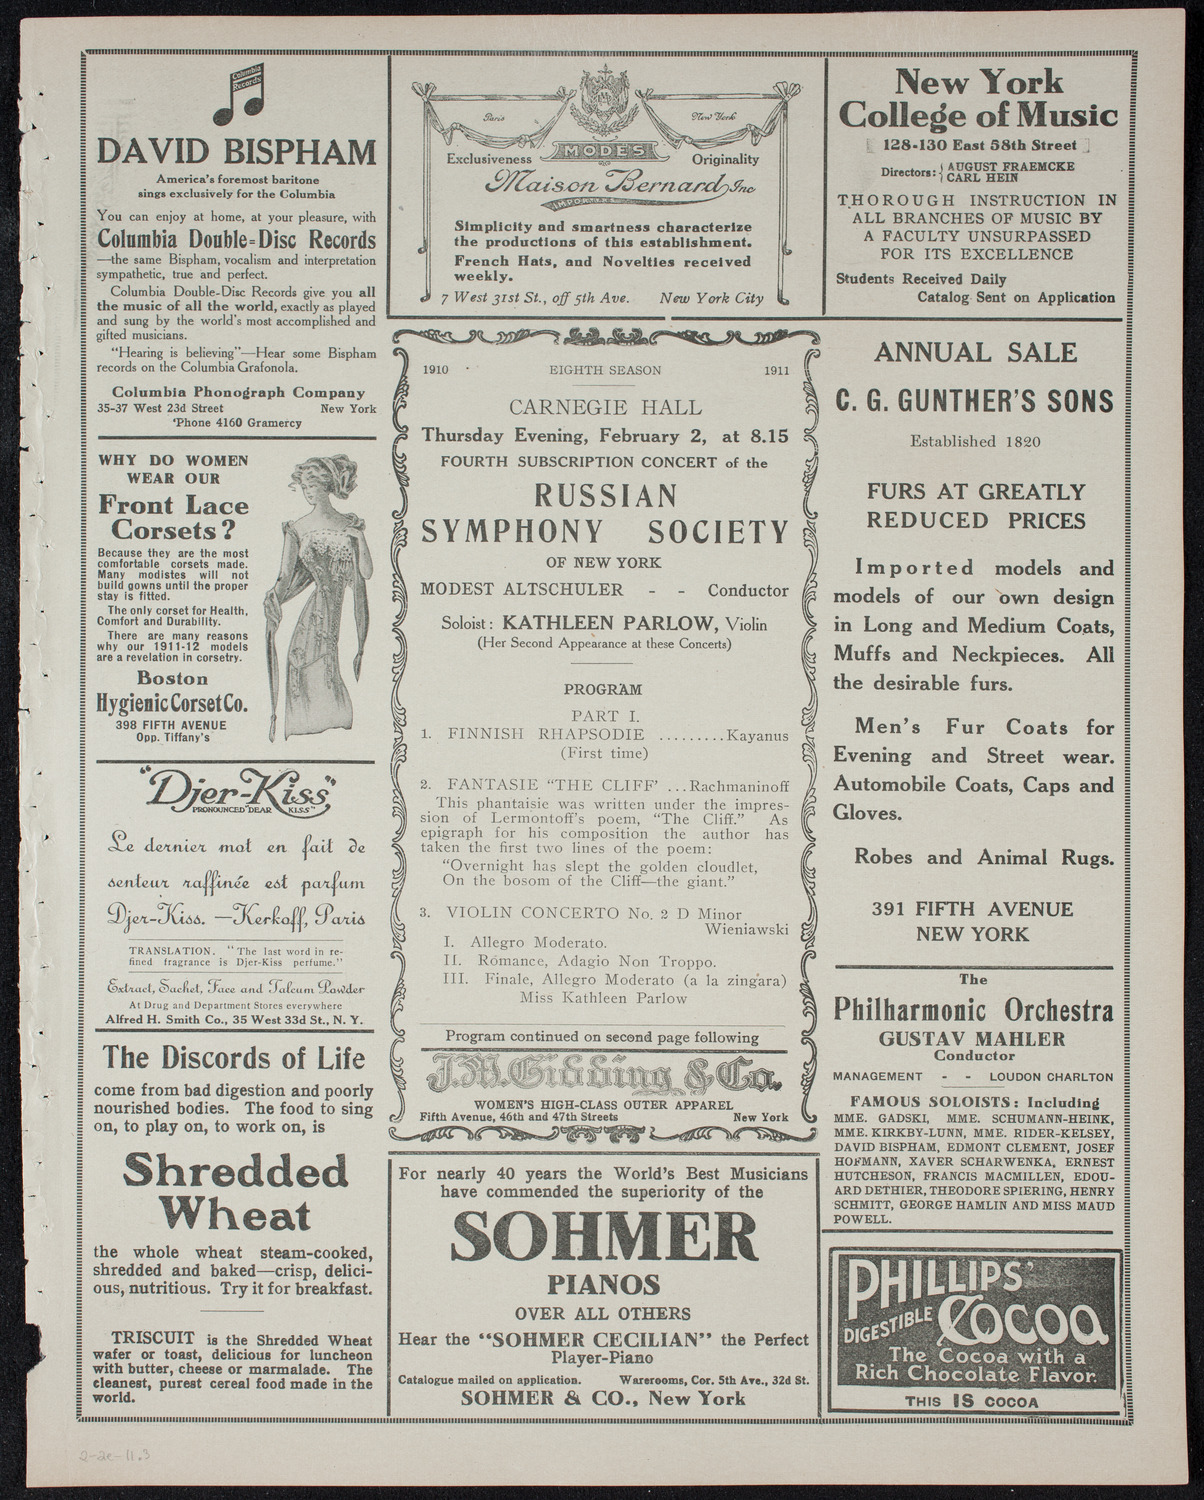 Columbia
Records
DAVID BISPHAM
America's foremost baritone
sings exclusively for the Columbia
You can enjoy at home, at your pleasure, with
Columbia Double-Disc Records
—the same Bispham, vocalism and interpretation
sympathetic, true and perfect.
Columbia Double-Disc Records give you all
the music of all the world, exactly as played
and sung by the world's most accomplished and
gifted musicians.
"Hearing is believing"—Hear some Bispham
records on the Columbia Grafonola.
Columbia Phonograph Company
35-37 West 23d Street New York
'Phone 4160 Gramercy
WHY DO WOMEN
WEAR OUR
Front Lace
Corsets?
Because they are the most
comfortable corsets made.
Many modistes will not
build gowns until the proper
stay is fitted.
The only corset for Health,
Comfort and Durability.
There are many reasons
why our 1911-12 models
are a revelation in corsetry.
Boston
Hygienic Corset Co.
398 FIFTH AVENUE
Opp. Tiffany's
"Djer-Kiss"
PRONOUNCED "DEAR KISS"
Le dernier mot en fait de
senteur raffinée est parfum
Djer-Kiss. —Kerkoff, Paris
TRANSLATION. "The last word in re-
fined fragrance is Djer-Kiss perfume."
Extract, Sachet, Face and Talcum Powder
At Drug and Department Stores everywhere
Alfred H. Smith Co., 35 West 33d St., N. Y.
The Discords of Life
come from bad digestion and poorly
nourished bodies. The food to sing
on, to play on, to work on, is
Shredded
Wheat
the whole wheat steam-cooked,
shredded and baked—crisp, delici-
ous, nutritious. Try it for breakfast.
TRISCUIT is the Shredded Wheat
wafer or toast, delicious for luncheon
with butter, cheese or marmalade. The
cleanest, purest cereal food made in the
world.
Paris New York
MODES
Exclusiveness Originality
Maison Bernard Inc
IMPORTERS
Simplicity and smartness characterize
the productions of this establishment.
French Hats, and Novelties received
weekly.
7 West 31st St., off 5th Ave. New York City
1910 EIGHTH SEASON 1911
CARNEGIE HALL
Thursday Evening, February 2, at 8.15
FOURTH SUBSCRIPTION CONCERT of the
RUSSIAN
SYMPHONY SOCIETY
OF NEW YORK
MODEST ALTSCHULER - - Conductor
Soloist: KATHLEEN PARLOW, Violin
(Her Second Appearance at these Concerts)
PROGRAM
PART I.
1. FINNISH RHAPSODIE .........Kayanus
(First time)
2. FANTASIE "THE CLIFF' ...Rachmaninoff
This phantaisie was written under the impres-
sion of Lermontoff's poem, "The Cliff." As
epigraph for his composition the author has
taken the first two lines of the poem:
"Overnight has slept the golden cloudlet,
On the bosom of the Cliff—the giant."
3. VIOLIN CONCERTO No. 2 D Minor
Wieniawski
I. Allegro Moderato.
II. Romance, Adagio Non Troppo.
III. Finale, Allegro Moderato (a la zingara)
Miss Kathleen Parlow
Program continued on second page following
J.M. Gidding & Co.
WOMEN'S HIGH-CLASS OUTER APPAREL
Fifth Avenue, 46th and 47th Streets New York
For nearly 40 years the World's Best Musicians
have commended the superiority of the
SOHMER
PIANOS
OVER ALL OTHERS
Hear the "SOHMER CECILIAN" the Perfect
Player-Piano
Catalogue mailed on application. Warerooms, Cor. 5th Ave., 32d St.
SOHMER & CO., New York
New York
College of Music
128-130 East 58th Street
Directors: AUGUST FRAEMCKE
CARL HEIN
THOROUGH INSTRUCTION IN
ALL BRANCHES OF MUSIC BY
A FACULTY UNSURPASSED
FOR ITS EXCELLENCE
Students Received Daily
Catalog Sent on Application
ANNUAL SALE
C. G. GUNTHER'S SONS
Established 1820
FURS AT GREATLY
REDUCED PRICES
Imported models and
models of our own design
in Long and Medium Coats,
Muffs and Neckpieces. All
the desirable furs.
Men's Fur Coats for
Evening and Street wear.
Automobile Coats, Caps and
Gloves.
Robes and Animal Rugs.
391 FIFTH AVENUE
NEW YORK
The
Philharmonic Orchestra
GUSTAV MAHLER
Conductor
MANAGEMENT - - LOUDON CHARLTON
FAMOUS SOLOISTS: Including
MME. GADSKI, MME. SCHUMANN-HEINK,
MME. KIRKBY-LUNN, MME. RIDER-KELSEY,
DAVID BISPHAM, EDMONT CLEMENT, JOSEF
HOFMANN, XAVER SCHARWENKA, ERNEST
HUTCHESON, FRANCIS MACMILLEN, EDOU-
ARD DETHIER, THEODORE SPIERING, HENRY
SCHMITT, GEORGE HAMLIN AND MISS MAUD
POWELL.
PHILLIPS'
DIGESTIBLE COCOA
The Cocoa with a
Rich Chocolate Flavor.
THIS IS COCOA
2-2e-11.3